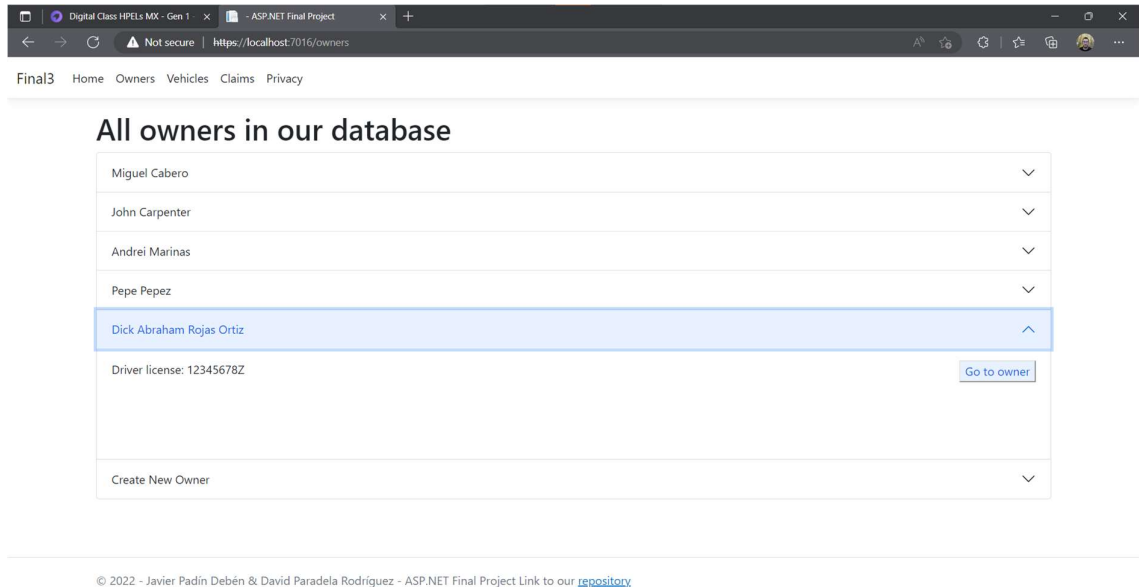 Digital Class HPELs MX - Gen 1 -
- ASP.NET Final Project
Not secure | https://localhost:7016/owners
Final3 Home Owners Vehicles Claims Privacy
All owners in our database
Miguel Cabero
John Carpenter
Andrei Marinas
Pepe Pepez
Dick Abraham Rojas Ortiz
Driver license: 12345678Z
Go to owner
Create New Owner
© 2022 - Javier Padín Debén & David Paradela Rodríguez - ASP.NET Final Project Link to our repository